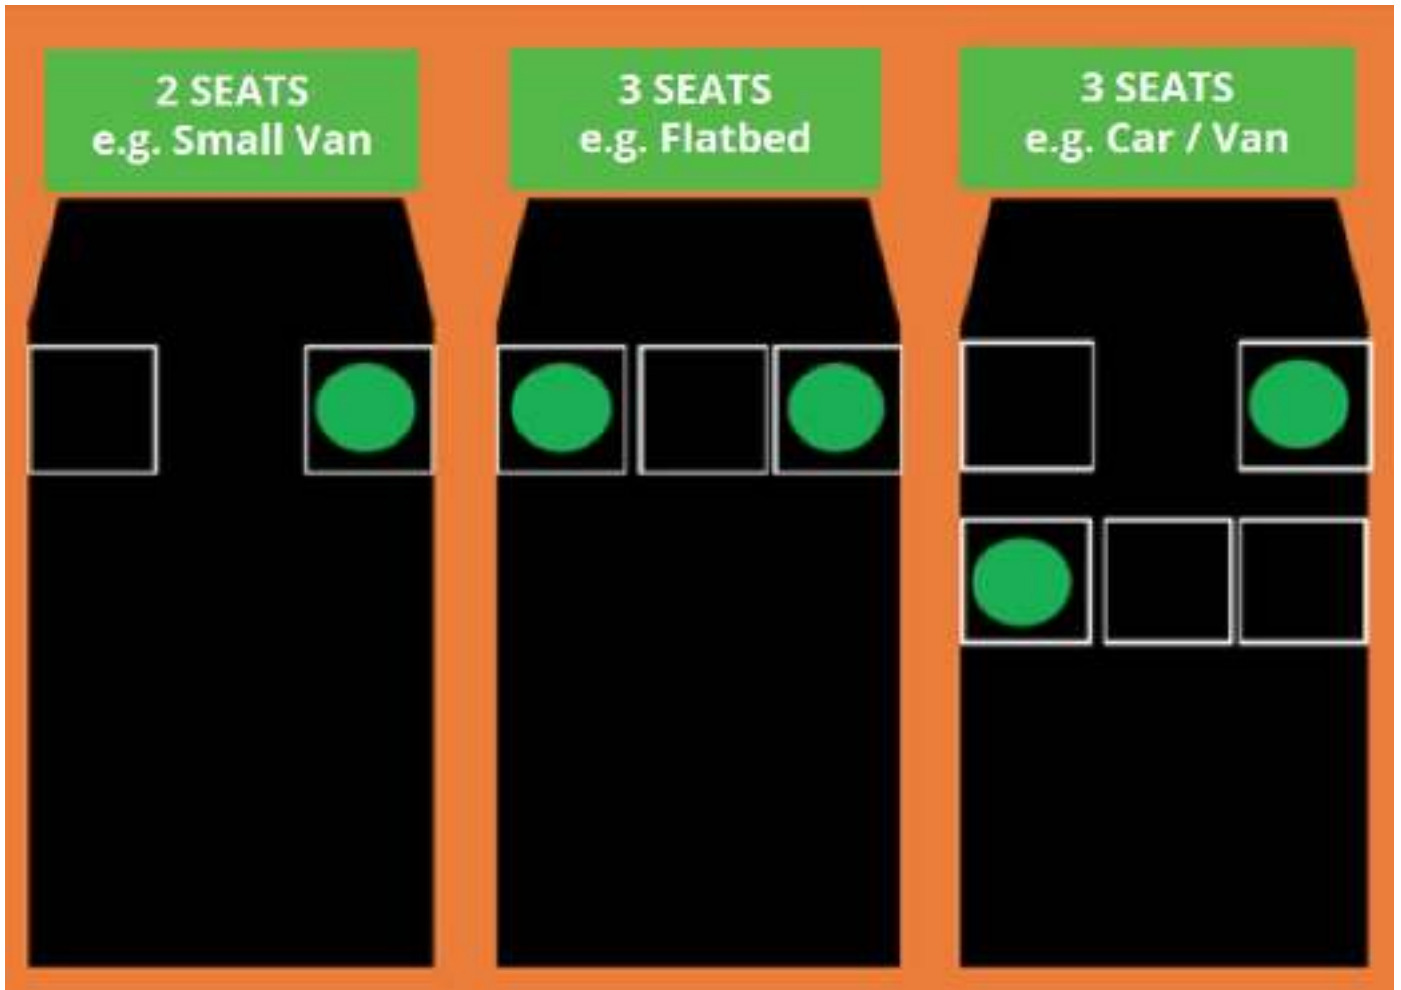 2 SEATS
e.g. Small Van
3 SEATS
e.g. Flatbed
3 SEATS
e.g. Car / Van